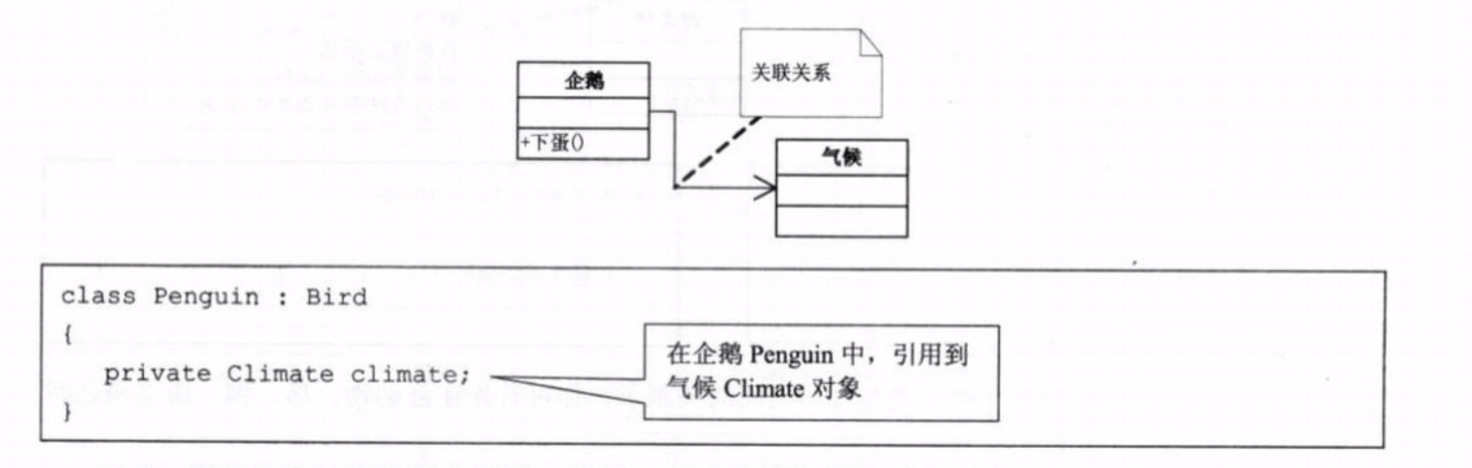 企鹅
+下蛋()
关联关系
气候
class Penguin : Bird
{
private Climate climate;
}
在企鹅 Penguin 中，引用到
气候 Climate 对象